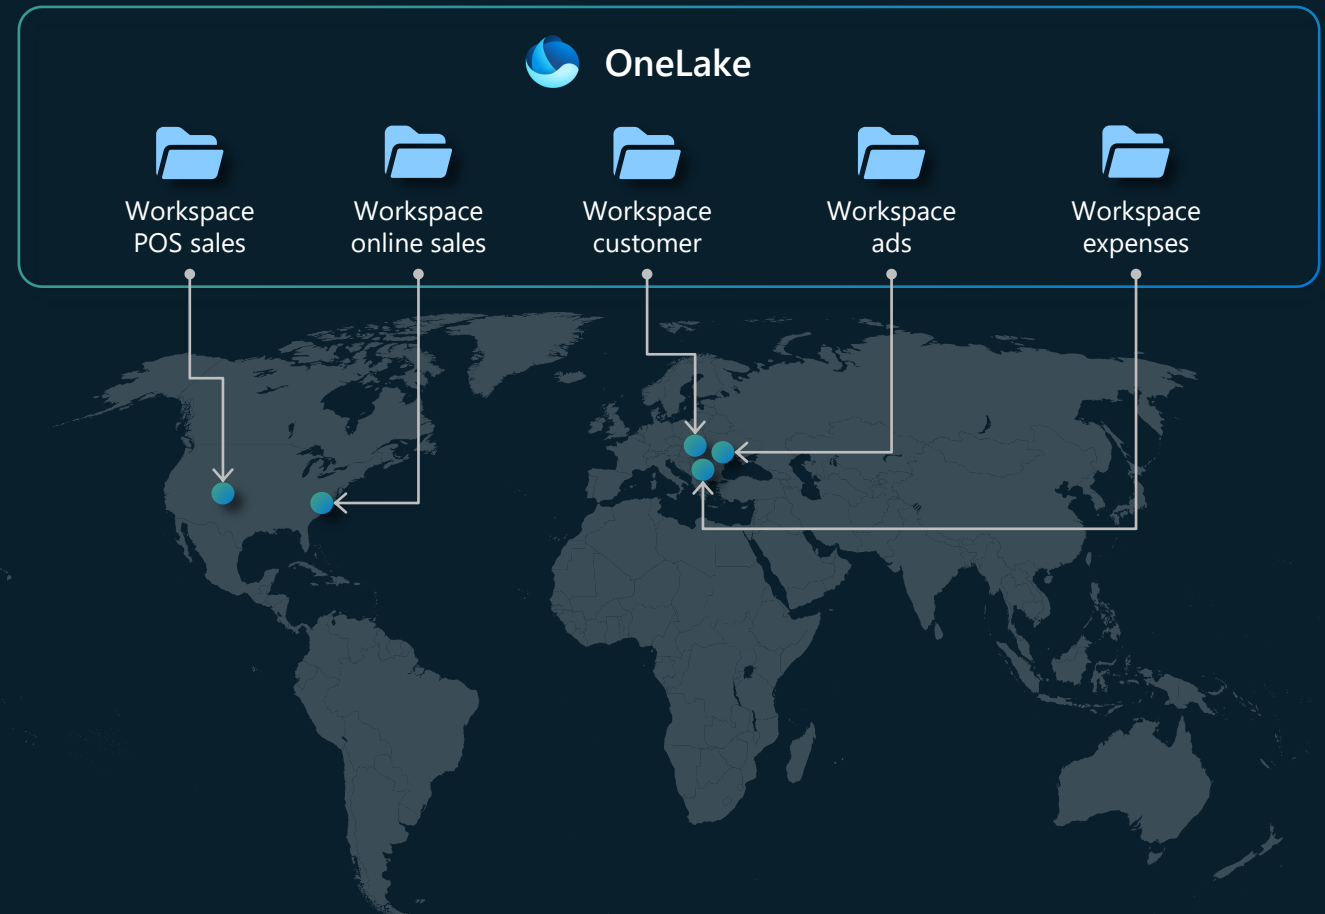 OneLake
Workspace
POS sales
Workspace
online sales
Workspace
customer
Workspace
ads
Workspace
expenses